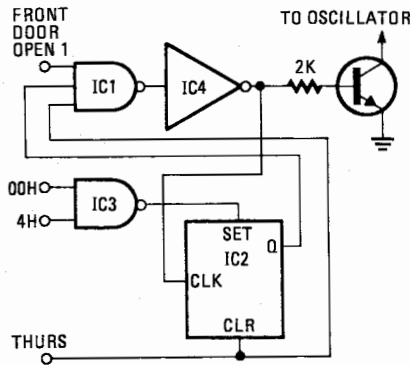 FRONT
DOOR
OPEN 1
TO OSCILLATOR
IC1
IC4
2K
00H
4H
IC3
SET
IC2
Q
CLK
CLR
THURS